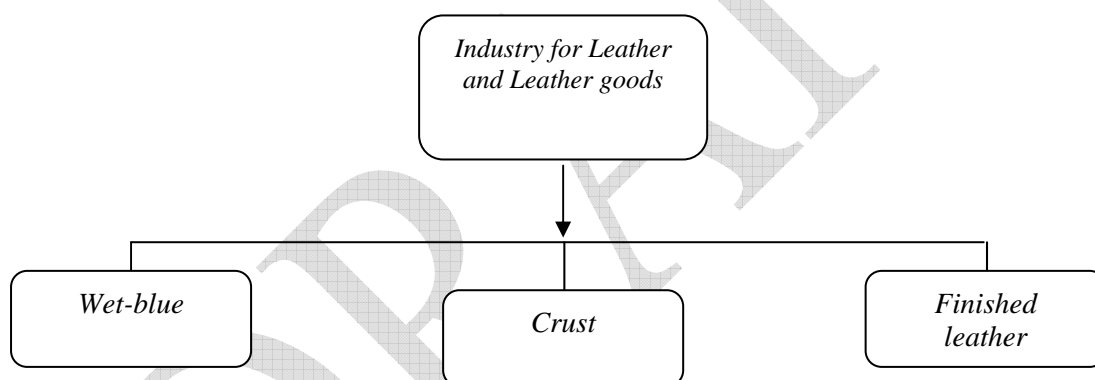 Industry for Leather
and Leather goods
Wet-blue
Crust
Finished
leather